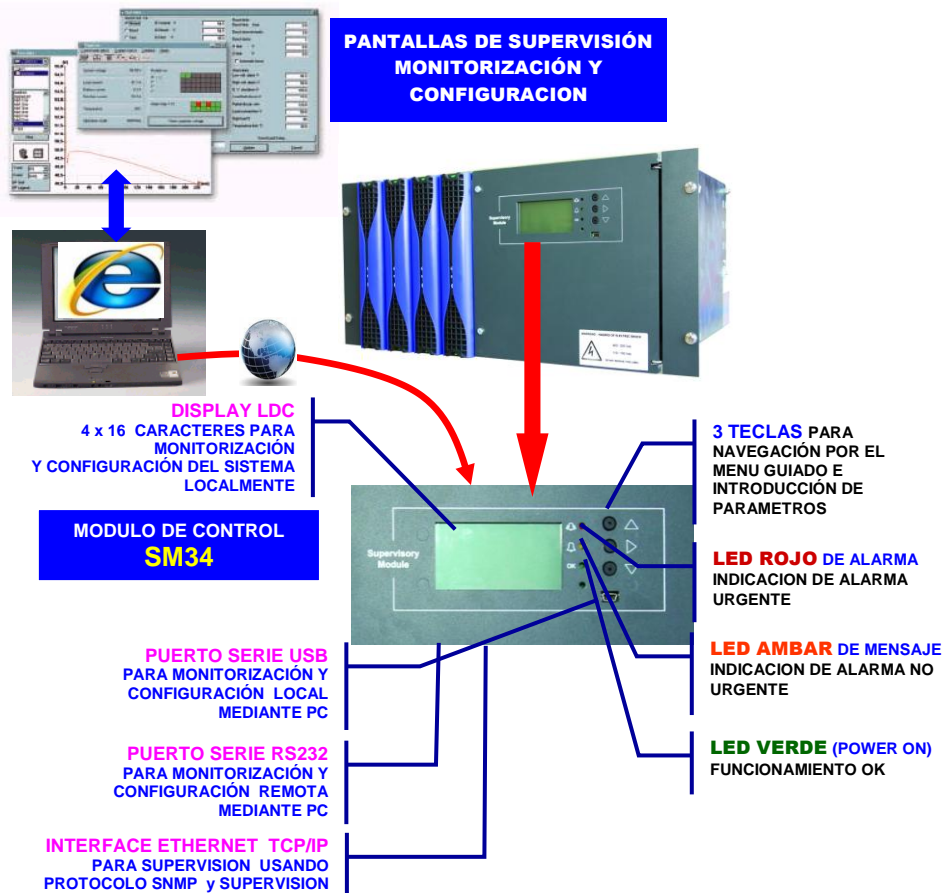 PANTALLAS DE SUPERVISIÓN
MONITORIZACIÓN Y
CONFIGURACION
Supervisory
Module
DISPLAY LDC
4 x 16 CARACTERES PARA
MONITORIZACIÓN
Y CONFIGURACIÓN DEL SISTEMA
LOCALMENTE
MODULO DE CONTROL
SM34
Supervisory
Module
OK
3 TECLAS PARA
NAVEGACIÓN POR EL
MENU GUIADO E
INTRODUCCIÓN DE
PARAMETROS
LED ROJO DE ALARMA
INDICACION DE ALARMA
URGENTE
LED AMBAR DE MENSAJE
INDICACION DE ALARMA NO
URGENTE
LED VERDE (POWER ON)
FUNCIONAMIENTO OK
PUERTO SERIE USB
PARA MONITORIZACIÓN Y
CONFIGURACIÓN LOCAL
MEDIANTE PC
PUERTO SERIE RS232
PARA MONITORIZACIÓN Y
CONFIGURACIÓN REMOTA
MEDIANTE PC
INTERFACE ETHERNET TCP/IP
PARA SUPERVISION USANDO
PROTOCOLO SNMP y SUPERVISION